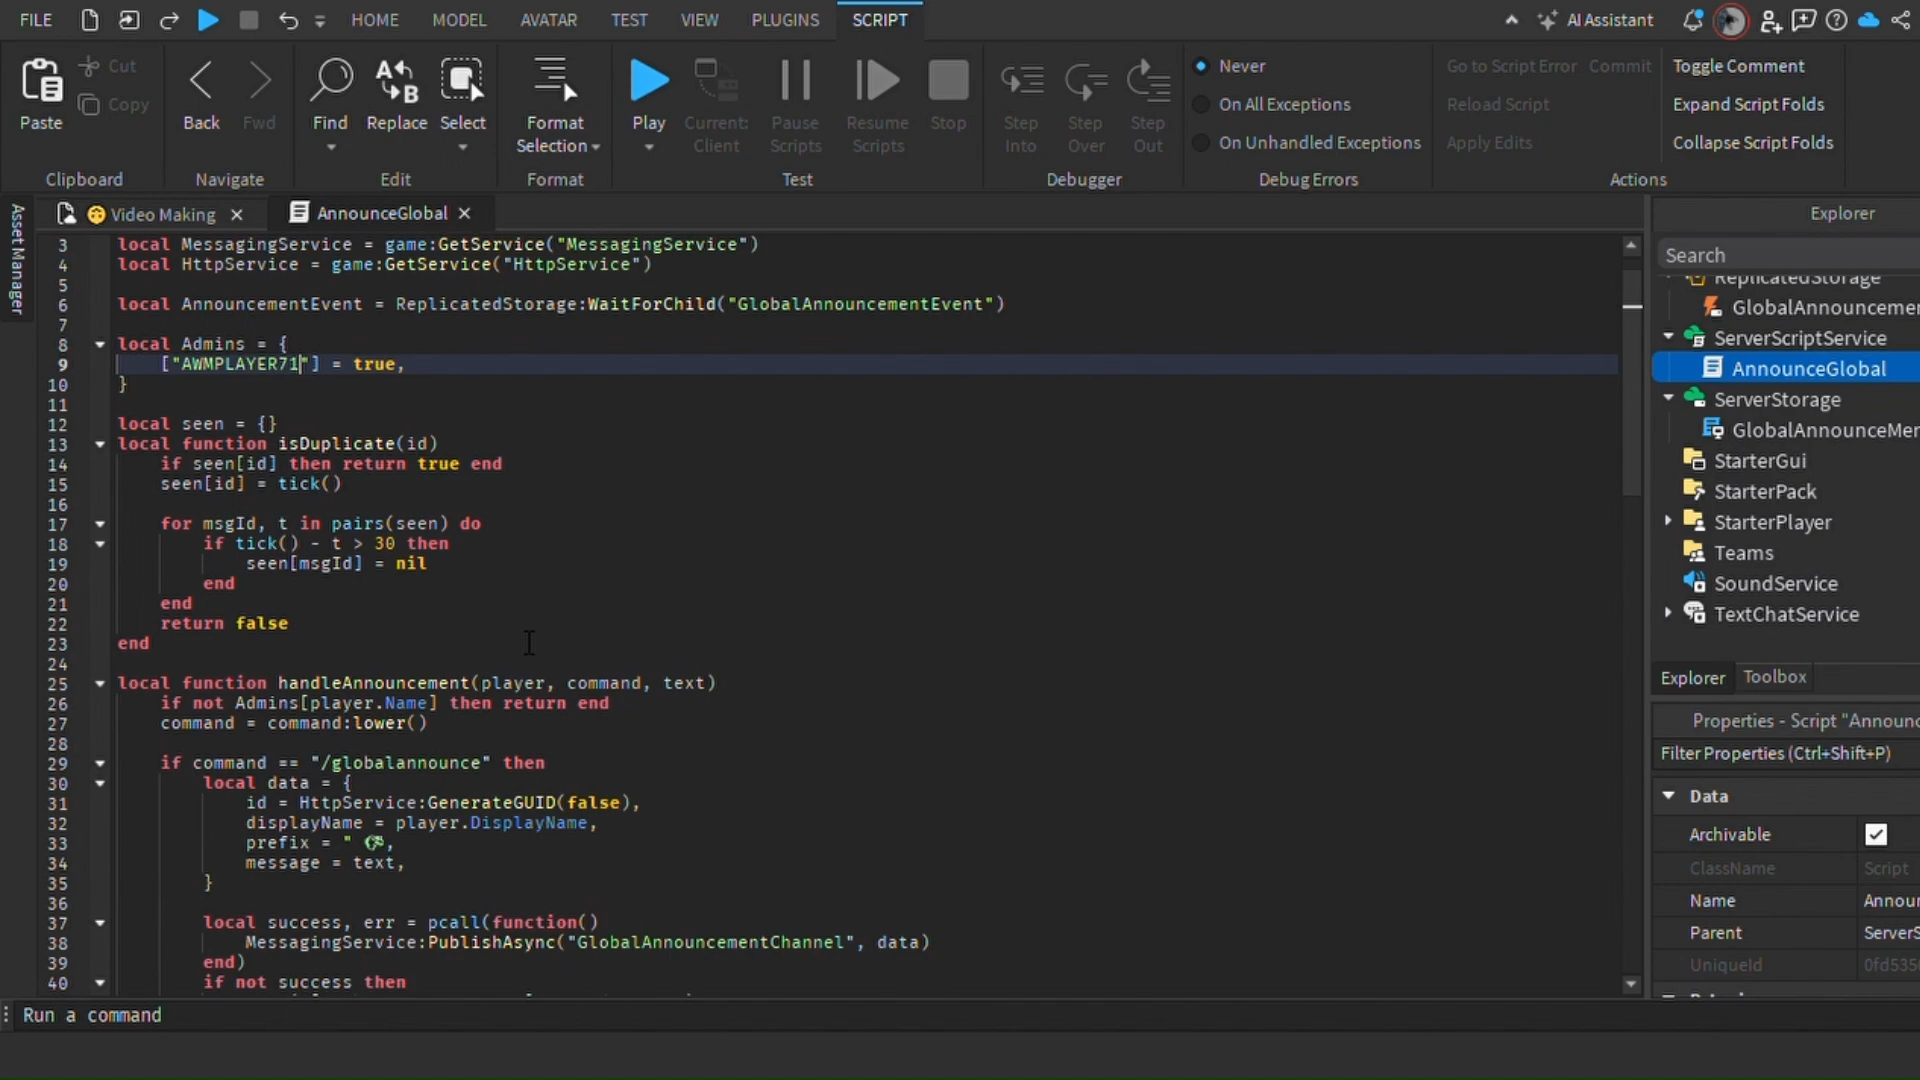 FILE HOME MODEL AVATAR TEST VIEW PLUGINS SCRIPT AI Assistant
Paste Cut Copy Clipboard
Back Fwd Navigate
Find Replace Select Edit
Format Selection Format
Play Current: Client Pause Scripts Resume Scripts Stop Test
Step Into Step Over Step Out Debugger
Never
On All Exceptions
On Unhandled Exceptions
Debug Errors
Go to Script Error Commit
Reload Script
Apply Edits
Toggle Comment
Expand Script Folds
Collapse Script Folds
Actions
Asset Manager
Video Making AnnounceGlobal
3 local MessagingService = game:GetService("MessagingService")
4 local HttpService = game:GetService("HttpService")
5
6 local AnnouncementEvent = ReplicatedStorage:WaitForChild("GlobalAnnouncementEvent")
7
8 local Admins = {
9 ["AWMPLAYER71"] = true,
10 }
11
12 local seen = {}
13 local function isDuplicate(id)
14 if seen[id] then return true end
15 seen[id] = tick()
16
17 for msgId, t in pairs(seen) do
18 if tick() - t > 30 then
19 seen[msgId] = nil
20 end
21 end
22 return false
23 end
24
25 local function handleAnnouncement(player, command, text)
26 if not Admins[player.Name] then return end
27 command = command:lower()
28
29 if command == "/globalannounce" then
30 local data = {
31 id = HttpService:GenerateGUID(false),
32 displayName = player.DisplayName,
33 prefix = "
34 message = text,
35 }
36
37 local success, err = pcall(function()
38 MessagingService:PublishAsync("GlobalAnnouncementChannel", data)
39 end)
40 if not success then
Run a command
Explorer
Search
ReplicatedStorage
GlobalAnnouncemen
ServerScriptService
AnnounceGlobal
ServerStorage
GlobalAnnounceMer
StarterGui
StarterPack
StarterPlayer
Teams
SoundService
TextChatService
Explorer Toolbox
Properties - Script "Announc
Filter Properties (Ctrl+Shift+P)
Data
Archivable
ClassName Script
Name Announ
Parent ServerS
UniqueId 0fd535